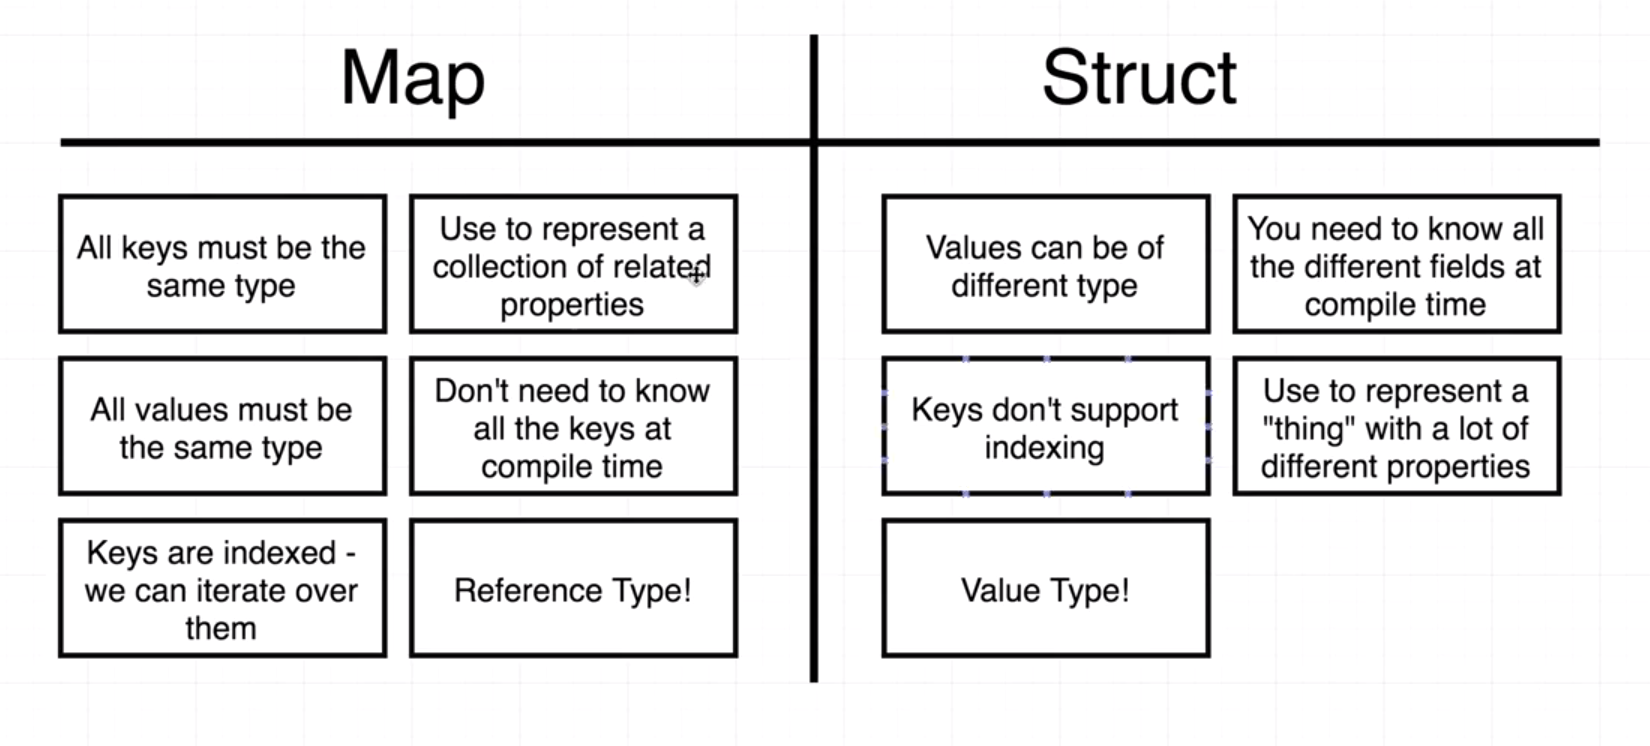 Map
Struct
All keys must be the
same type
Use to represent a
collection of related
properties
Values can be of
different type
You need to know all
the different fields at
compile time
All values must be
the same type
Don't need to know
all the keys at
compile time
Keys don't support
indexing
Use to represent a
"thing" with a lot of
different properties
Keys are indexed -
we can iterate over
them
Reference Type!
Value Type!